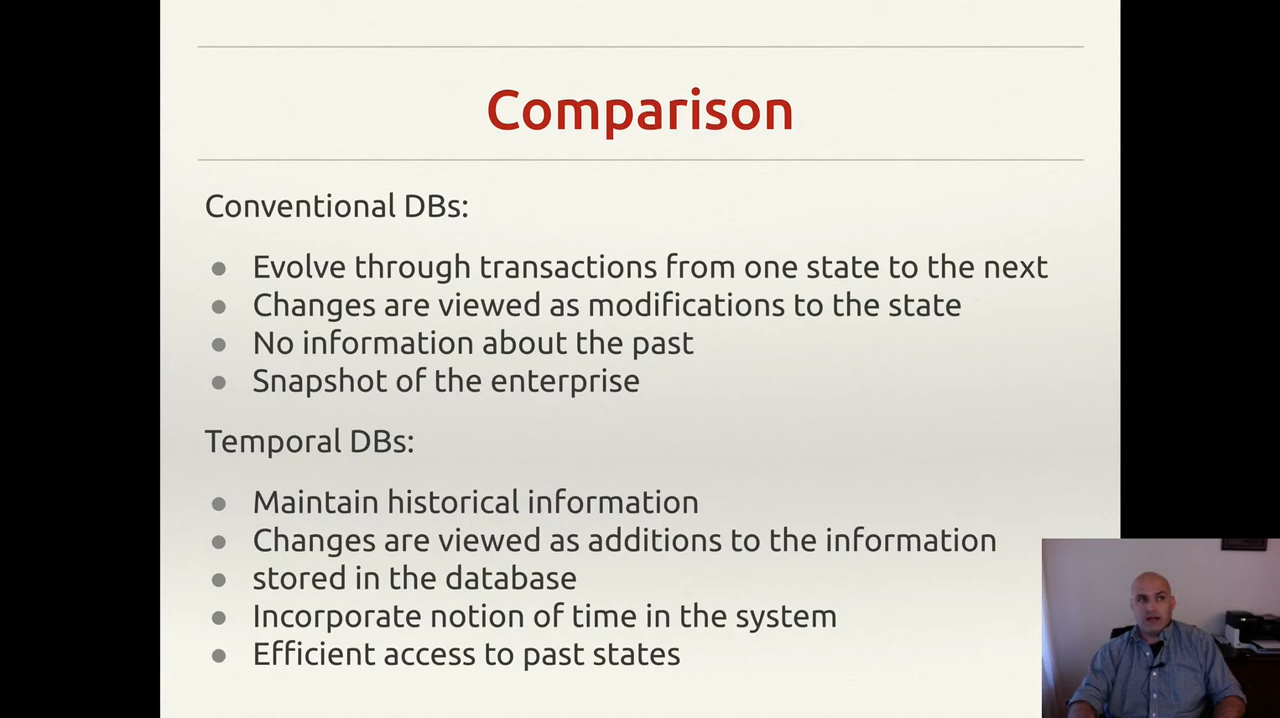 Comparison
Conventional DBs:
● Evolve through transactions from one state to the next
● Changes are viewed as modifications to the state
● No information about the past
● Snapshot of the enterprise
Temporal DBs:
● Maintain historical information
● Changes are viewed as additions to the information
● stored in the database
● Incorporate notion of time in the system
● Efficient access to past states